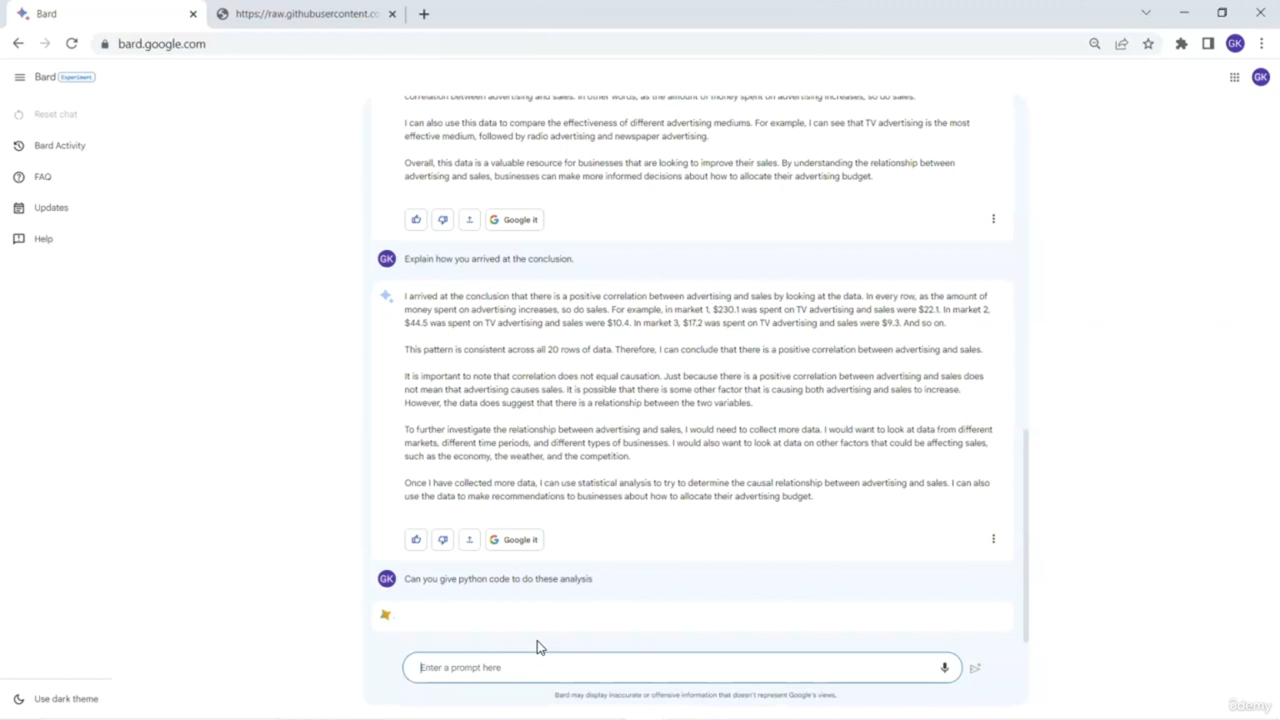 Bard
https://raw.githubusercontent.cc
bard.google.com
GK
Bard Experiment
GK
Reset chat
Bard Activity
FAQ
Updates
Help
correlation between advertising and sales. In other words, as the amount of money spent on advertising increases, so do sales.
I can also use this data to compare the effectiveness of different advertising mediums. For example, I can see that TV advertising is the most
effective medium, followed by radio advertising and newspaper advertising.
Overall, this data is a valuable resource for businesses that are looking to improve their sales. By understanding the relationship between
advertising and sales, businesses can make more informed decisions about how to allocate their advertising budget.
Google it
GK Explain how you arrived at the conclusion.
I arrived at the conclusion that there is a positive correlation between advertising and sales by looking at the data. In every row, as the amount of
money spent on advertising increases, so do sales. For example, in market 1, $230.1 was spent on TV advertising and sales were $22.1. In market 2,
$44.5 was spent on TV advertising and sales were $10.4. In market 3, $17.2 was spent on TV advertising and sales were $9.3. And so on.
This pattern is consistent across all 20 rows of data. Therefore, I can conclude that there is a positive correlation between advertising and sales.
It is important to note that correlation does not equal causation. Just because there is a positive correlation between advertising and sales does
not mean that advertising causes sales. It is possible that there is some other factor that is causing both advertising and sales to increase.
However, the data does suggest that there is a relationship between the two variables.
To further investigate the relationship between advertising and sales, I would need to collect more data. I would want to look at data from different
markets, different time periods, and different types of businesses. I would also want to look at data on other factors that could be affecting sales,
such as the economy, the weather, and the competition.
Once I have collected more data, I can use statistical analysis to try to determine the causal relationship between advertising and sales. I can also
use the data to make recommendations to businesses about how to allocate their advertising budget.
Google it
GK Can you give python code to do these analysis
Enter a prompt here
Bard may display inaccurate or offensive information that doesn't represent Google's views.
Use dark theme
ûdemy